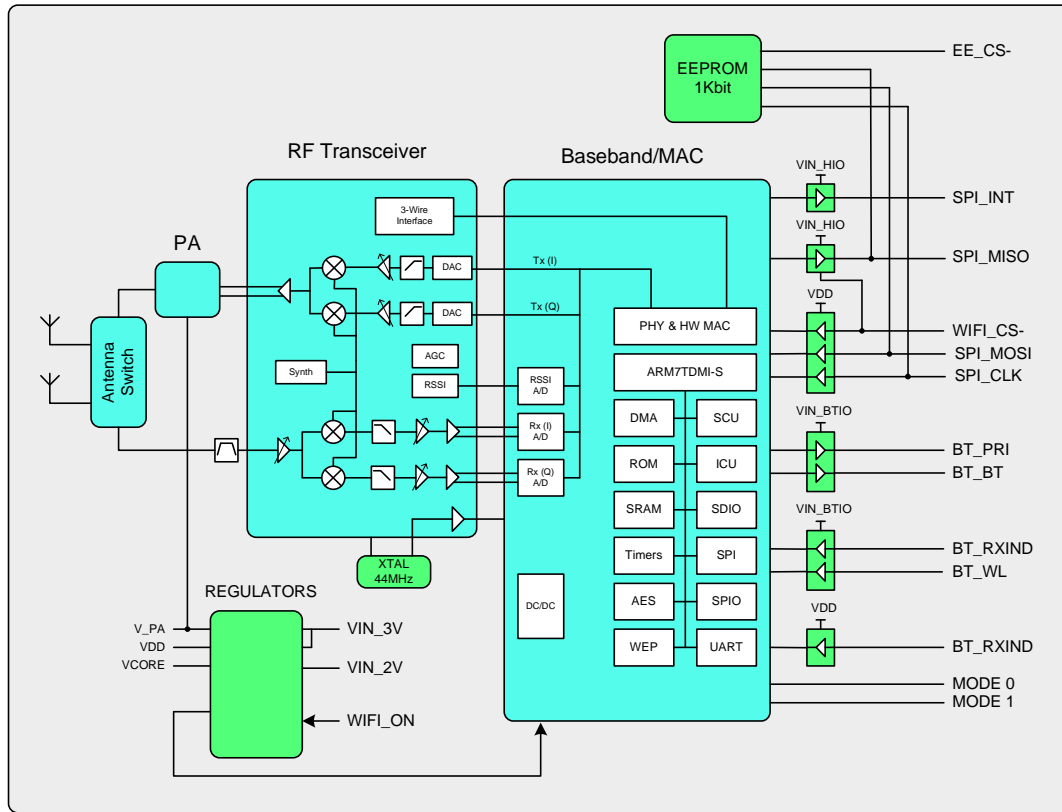 EE_CS-
EEPROM
1Kbit
RF Transceiver
Baseband/MAC
VIN_HIO
SPI_INT
3-Wire
Interface
VIN_HIO
PA
SPI_MISO
Tx (I)
DAC
VDD
Tx (Q)
DAC
PHY & HW MAC
WIFI_CS-
Antenna
Switch
AGC
SPI_MOSI
Synth
RSSI
RSSI
A/D
ARM7TDMI-S
SPI_CLK
DMA
SCU
VIN_BTIO
Rx (I)
A/D
BT_PRI
ROM
ICU
BT_BT
Rx (Q)
A/D
SRAM
SDIO
VIN_BTIO
Timers
SPI
BT_RXIND
XTAL
44MHz
BT_WL
REGULATORS
DC/DC
AES
SPIO
VDD
V_PA
VIN_3V
VDD
WEP
UART
BT_RXIND
VCORE
VIN_2V
MODE 0
MODE 1
WIFI_ON